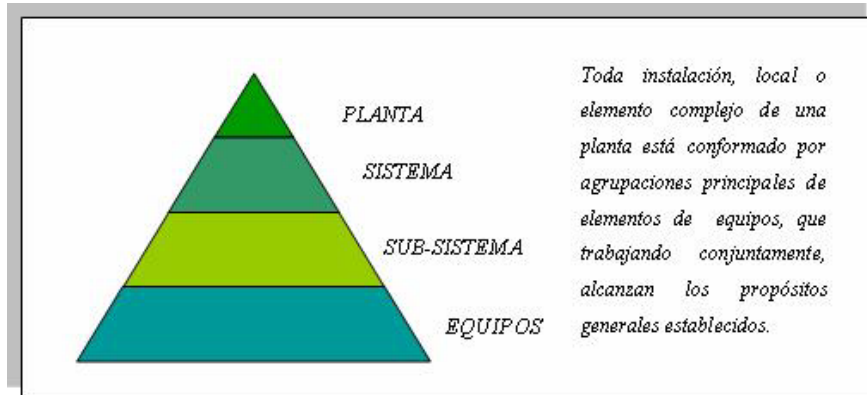 PLANTA
SISTEMA
SUB-SISTEMA
EQUIPOS
Toda instalación, local o
elemento complejo de una
planta está conformado por
agrupaciones principales de
elementos de equipos, que
trabajando conjuntamente,
alcanzan los propósitos
generales establecidos.